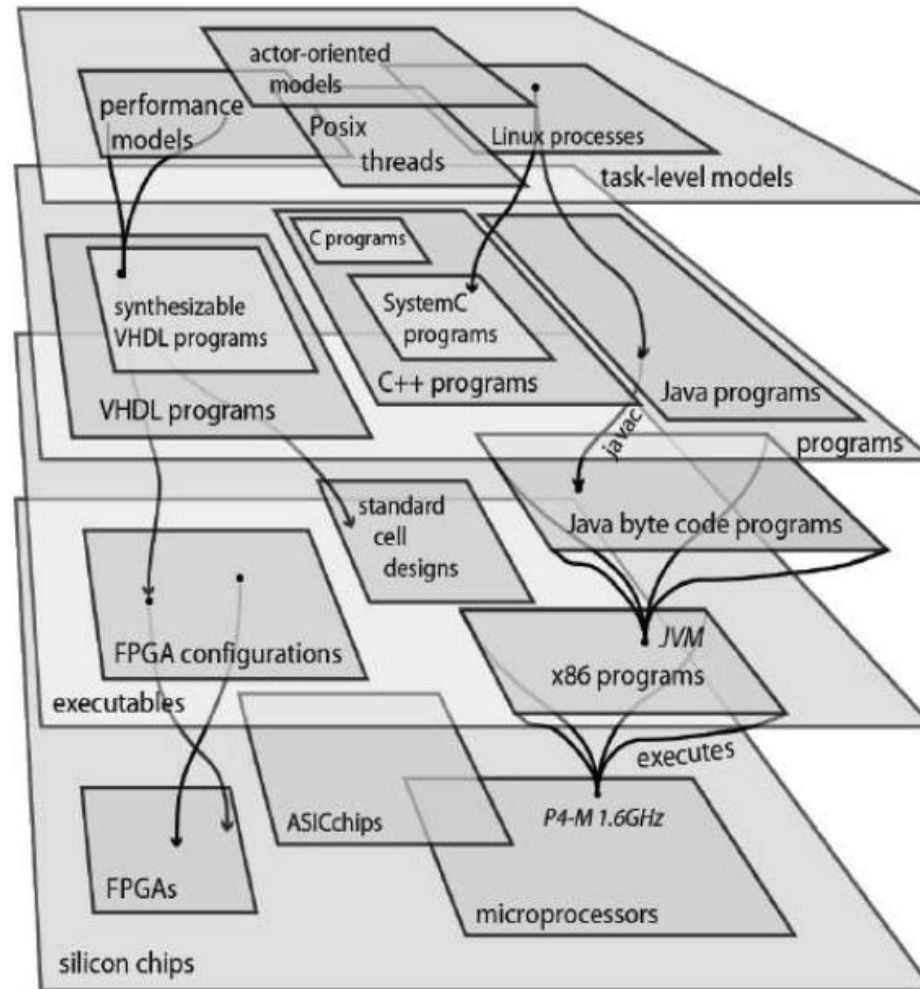 actor-oriented
models
performance
models
Posix
threads
Linux processes
task-level models
C programs
synthesizable
VHDL programs
SystemC
programs
VHDL programs
C++ programs
Java programs
programs
javac
standard
cell
designs
Java byte code programs
FPGA configurations
JVM
x86 programs
executables
executes
ASICchips
P4-M 1.6GHz
FPGAs
microprocessors
silicon chips